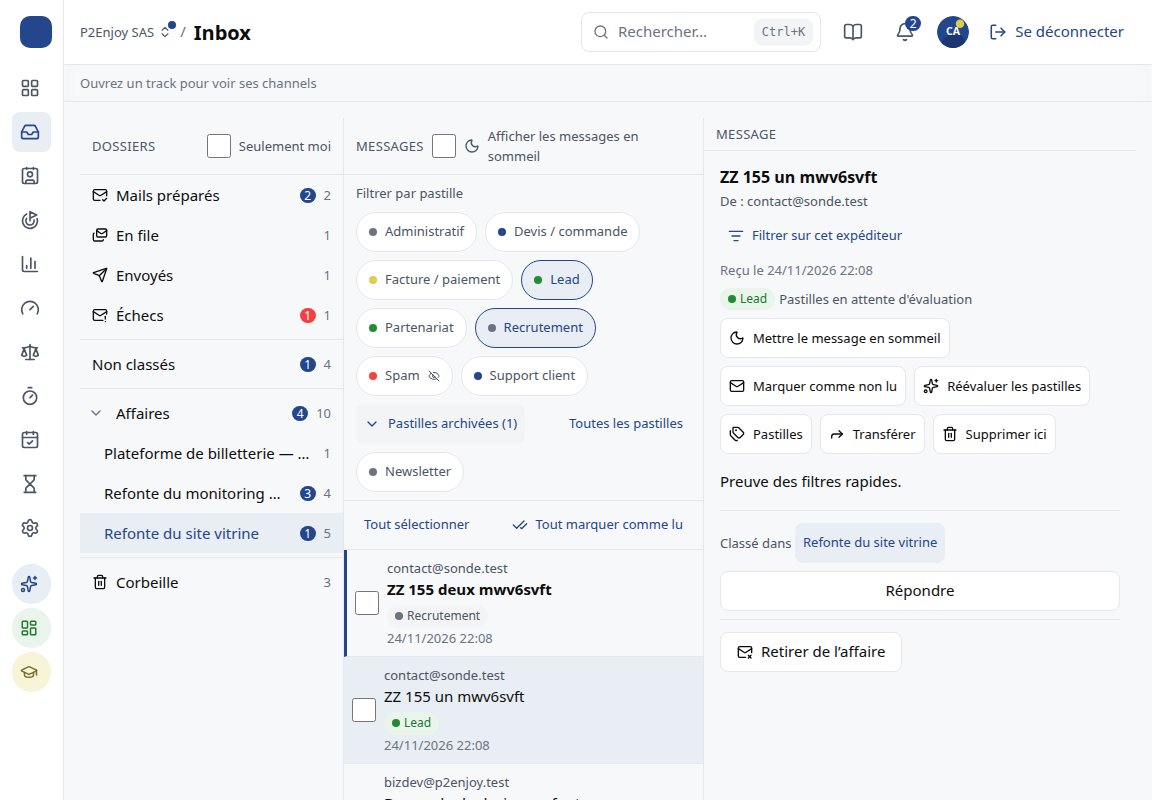 P2Enjoy SAS / Inbox
Rechercher... Ctrl+K
2
CA
Se déconnecter
Ouvrez un track pour voir ses channels
DOSSIERS
Seulement moi
Mails préparés 2 2
En file 1
Envoyés 1
Échecs 1 1
Non classés 1 4
Affaires 4 10
Plateforme de billetterie — ... 1
Refonte du monitoring ... 3 4
Refonte du site vitrine 1 5
Corbeille 3
MESSAGES
Afficher les messages en
sommeil
Filtrer par pastille
Administratif
Devis / commande
Facture / paiement
Lead
Partenariat
Recrutement
Spam
Support client
Pastilles archivées (1)
Toutes les pastilles
Newsletter
Tout sélectionner
Tout marquer comme lu
contact@sonde.test
ZZ 155 deux mwv6svft
Recrutement
24/11/2026 22:08
contact@sonde.test
ZZ 155 un mwv6svft
Lead
24/11/2026 22:08
bizdev@p2enjoy.test
MESSAGE
ZZ 155 un mwv6svft
De : contact@sonde.test
Filtrer sur cet expéditeur
Reçu le 24/11/2026 22:08
Lead Pastilles en attente d'évaluation
Mettre le message en sommeil
Marquer comme non lu
Réévaluer les pastilles
Pastilles
Transférer
Supprimer ici
Preuve des filtres rapides.
Classé dans Refonte du site vitrine
Répondre
Retirer de l’affaire